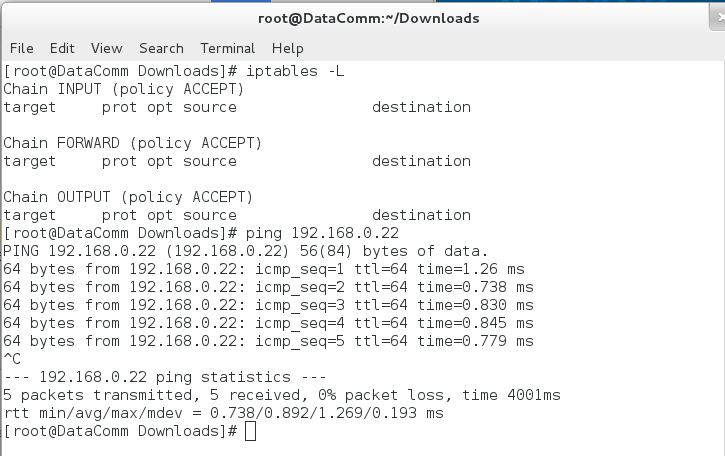 root@DataComm:~/Downloads
File Edit View Search Terminal Help
[root@DataComm Downloads]# iptables -L
Chain INPUT (policy ACCEPT)
target     prot opt source               destination
Chain FORWARD (policy ACCEPT)
target     prot opt source               destination
Chain OUTPUT (policy ACCEPT)
target     prot opt source               destination
[root@DataComm Downloads]# ping 192.168.0.22
PING 192.168.0.22 (192.168.0.22) 56(84) bytes of data.
64 bytes from 192.168.0.22: icmp_seq=1 ttl=64 time=1.26 ms
64 bytes from 192.168.0.22: icmp_seq=2 ttl=64 time=0.738 ms
64 bytes from 192.168.0.22: icmp_seq=3 ttl=64 time=0.830 ms
64 bytes from 192.168.0.22: icmp_seq=4 ttl=64 time=0.845 ms
64 bytes from 192.168.0.22: icmp_seq=5 ttl=64 time=0.779 ms
^C
--- 192.168.0.22 ping statistics ---
5 packets transmitted, 5 received, 0% packet loss, time 4001ms
rtt min/avg/max/mdev = 0.738/0.892/1.269/0.193 ms
[root@DataComm Downloads]#